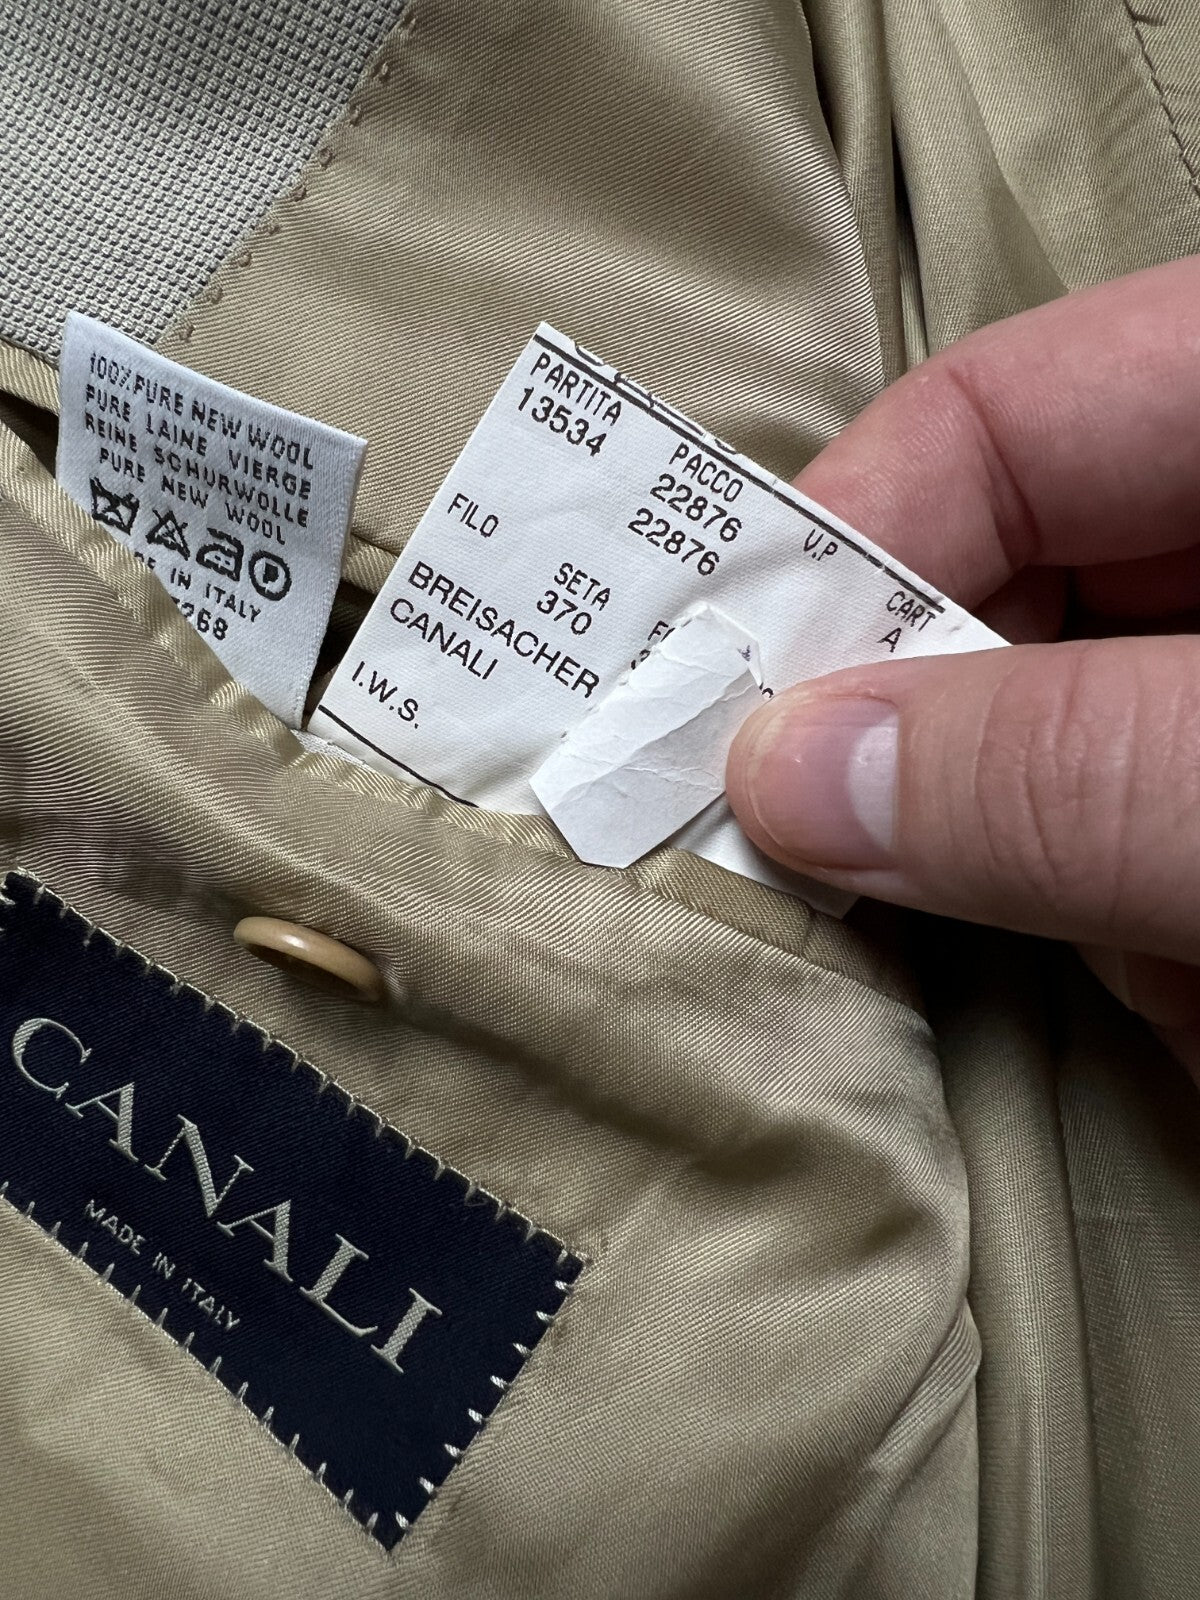 100% PURE NEW WOOL
PURE LAINE VIERGE
REINE SCHURWOLLE
PURE NEW WOOL
P
IN ITALY
268
PARTITA PACCO V.P CART
13534 22876 A
22876
FILO SETA
370
BREISACHER
CANALI
I.W.S.
CANALI
MADE IN ITALY